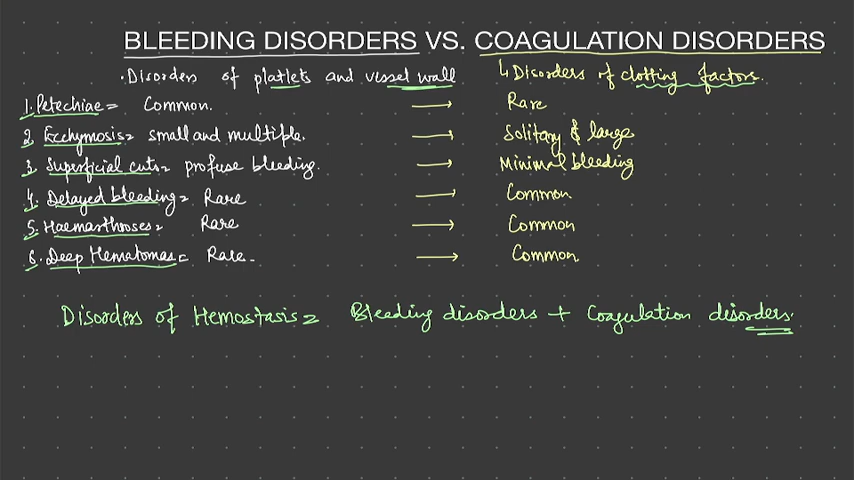 BLEEDING DISORDERS VS. COAGULATION DISORDERS
·Disorders of platlets and vessel wall ↳ Disorders of clotting factors.
1. Petechiae = Common. → Rare
2. Ecchymosis = small and multiple. → Solitary & large
3. Superficial cuts = profuse bleeding. → Minimal bleeding
4. Delayed bleeding = Rare → Common
5. Haemarthroses = Rare → Common
6. Deep Hematomas = Rare. → Common
Disorders of Hemostasis = Bleeding disorders + Coagulation disorders.